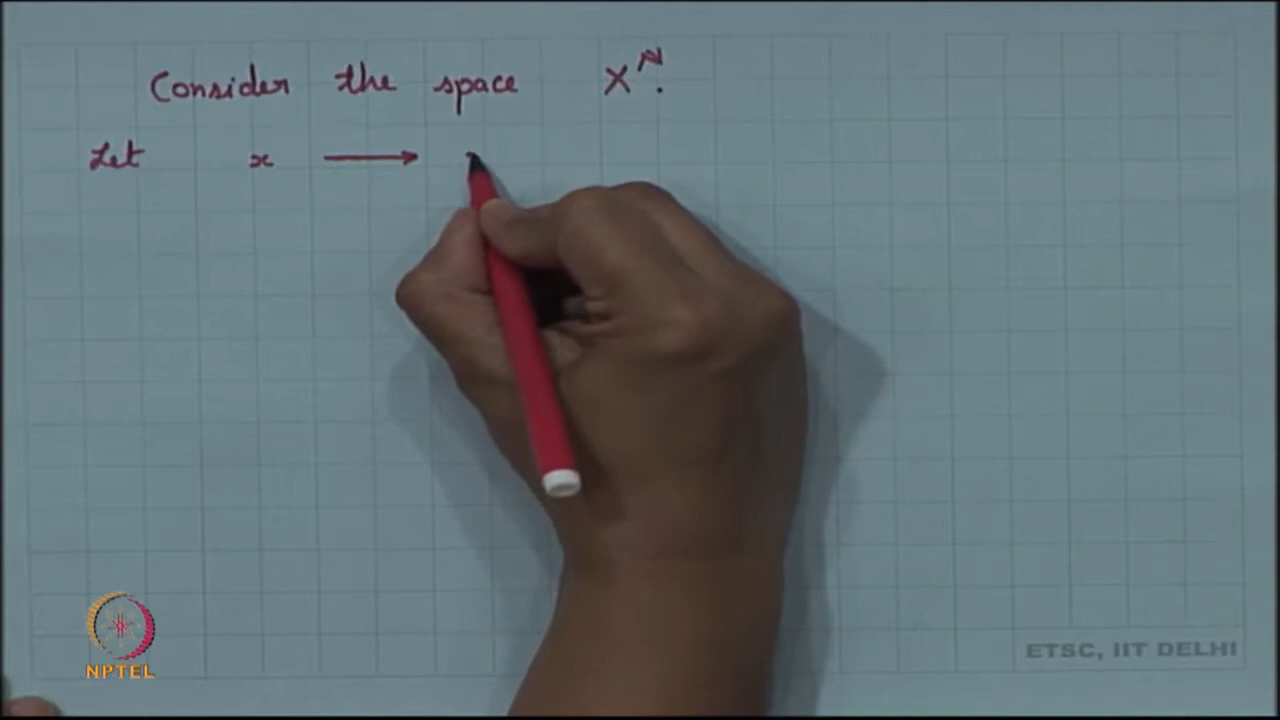 Consider the space X^ℕ.
Let x ⟶
NPTEL
ETSC, IIT DELHI